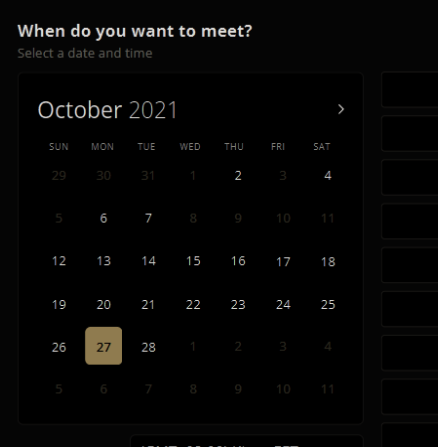 When do you want to meet?
Select a date and time
October 2021
SUN MON TUE WED THU FRI SAT
29 30 31 1 2 3 4
5 6 7 8 9 10 11
12 13 14 15 16 17 18
19 20 21 22 23 24 25
26 27 28 1 2 3 4
5 6 7 8 9 10 11